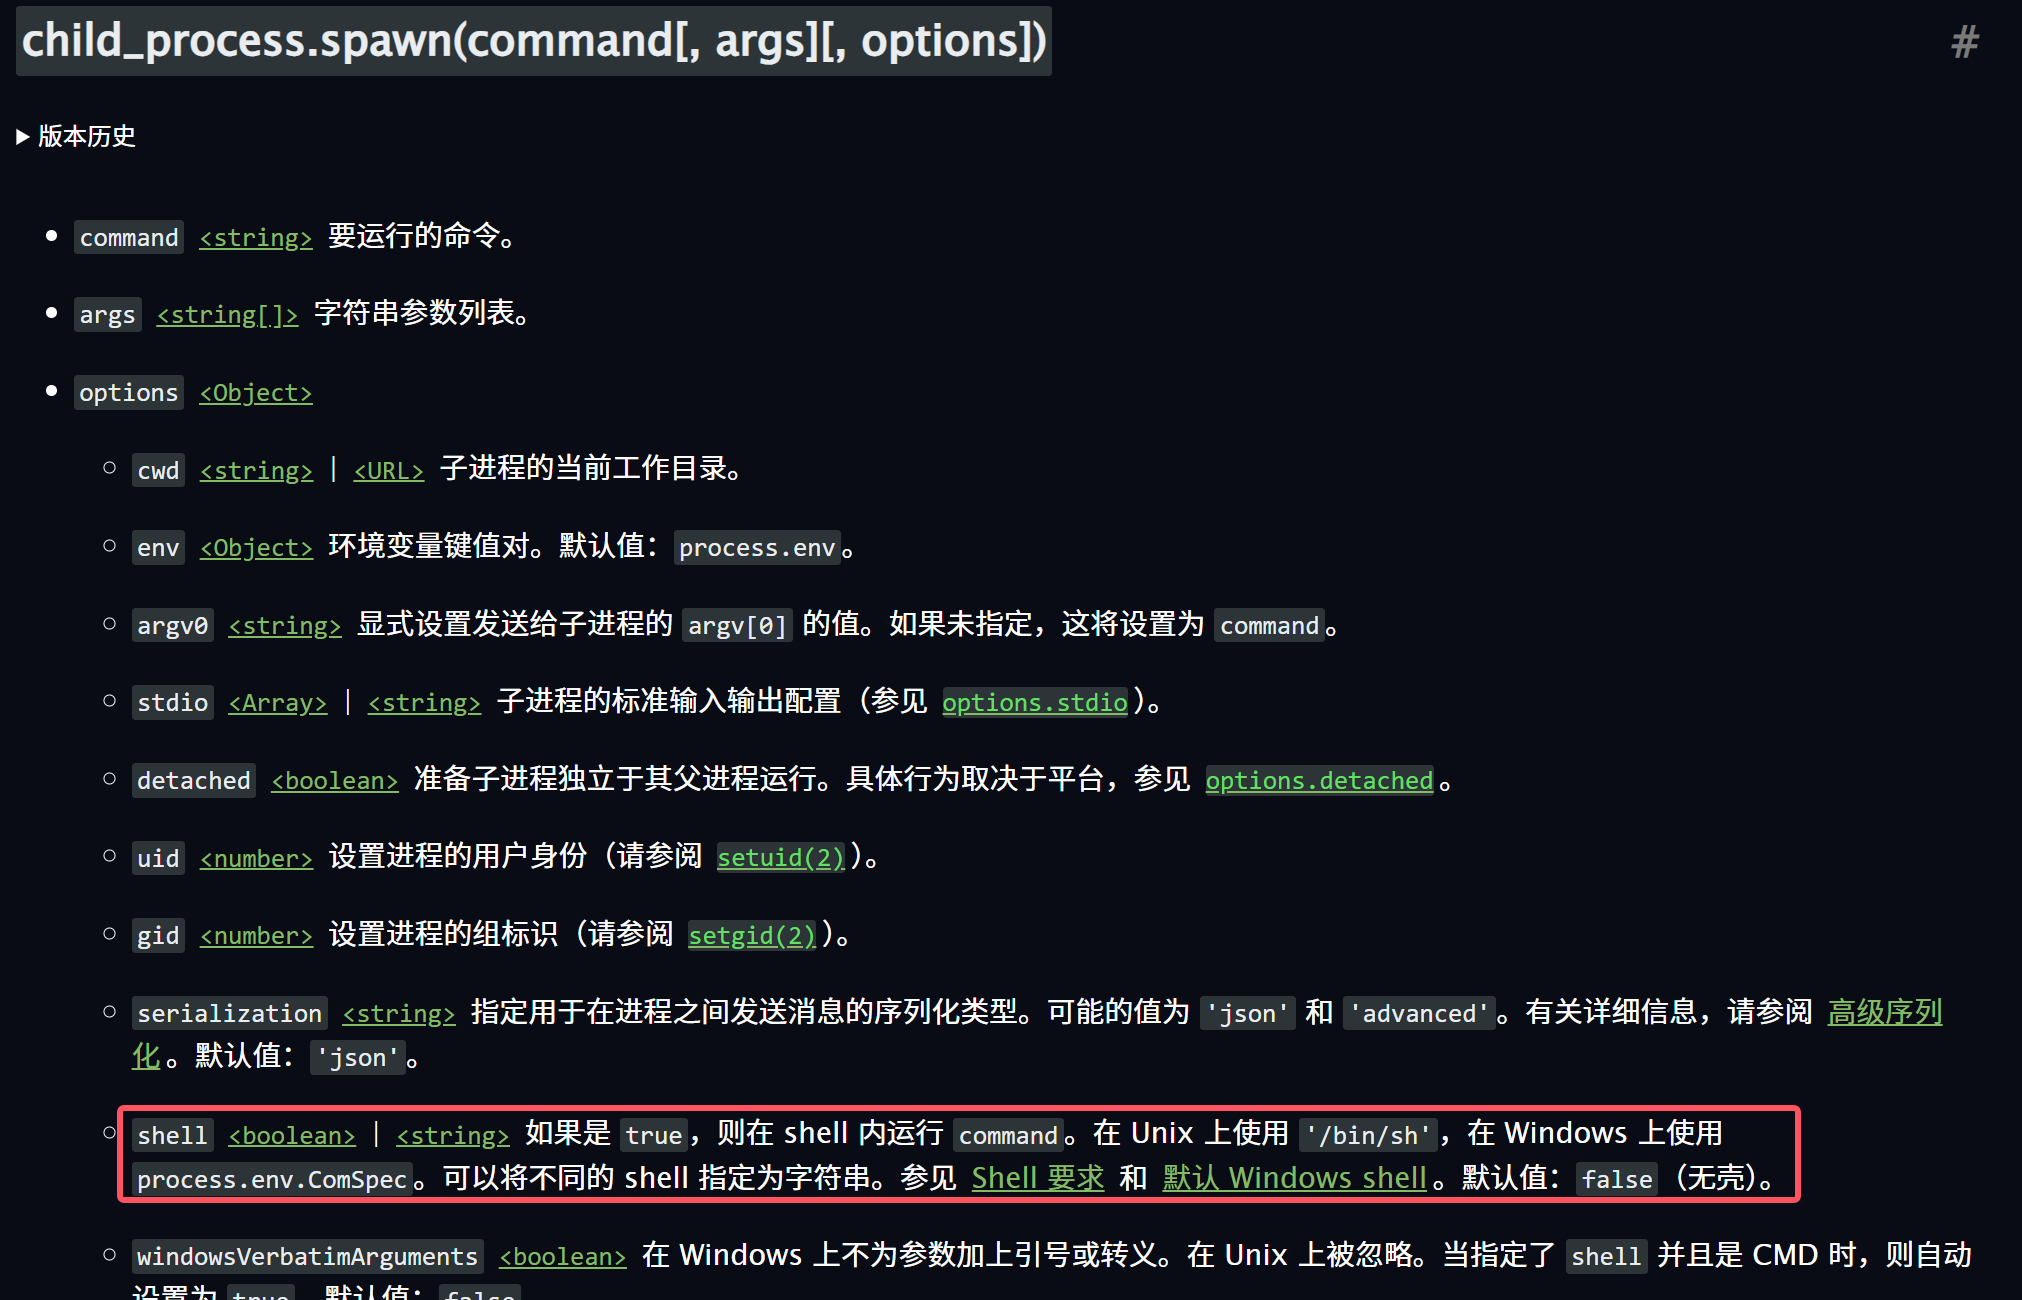 child_process.spawn(command[, args][, options])
#
▶ 版本历史
• command <string> 要运行的命令。
• args <string[]> 字符串参数列表。
• options <Object>
○ cwd <string> | <URL> 子进程的当前工作目录。
○ env <Object> 环境变量键值对。默认值：process.env。
○ argv0 <string> 显式设置发送给子进程的 argv[0] 的值。如果未指定，这将设置为 command。
○ stdio <Array> | <string> 子进程的标准输入输出配置（参见 options.stdio）。
○ detached <boolean> 准备子进程独立于其父进程运行。具体行为取决于平台，参见 options.detached。
○ uid <number> 设置进程的用户身份（请参阅 setuid(2)）。
○ gid <number> 设置进程的组标识（请参阅 setgid(2)）。
○ serialization <string> 指定用于在进程之间发送消息的序列化类型。可能的值为 'json' 和 'advanced'。有关详细信息，请参阅 高级序列
化。默认值：'json'。
○ shell <boolean> | <string> 如果是 true，则在 shell 内运行 command。在 Unix 上使用 '/bin/sh'，在 Windows 上使用
process.env.ComSpec。可以将不同的 shell 指定为字符串。参见 Shell 要求 和 默认 Windows shell。默认值：false（无壳）。
○ windowsVerbatimArguments <boolean> 在 Windows 上不为参数加上引号或转义。在 Unix 上被忽略。当指定了 shell 并且是 CMD 时，则自动
设置为 true。默认值：false